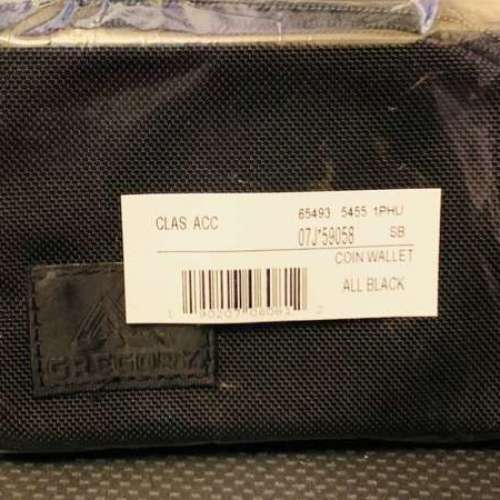 CLAS ACC 65493 5455 1PHU
07J*59058 SB
COIN WALLET
ALL BLACK
GREGORY